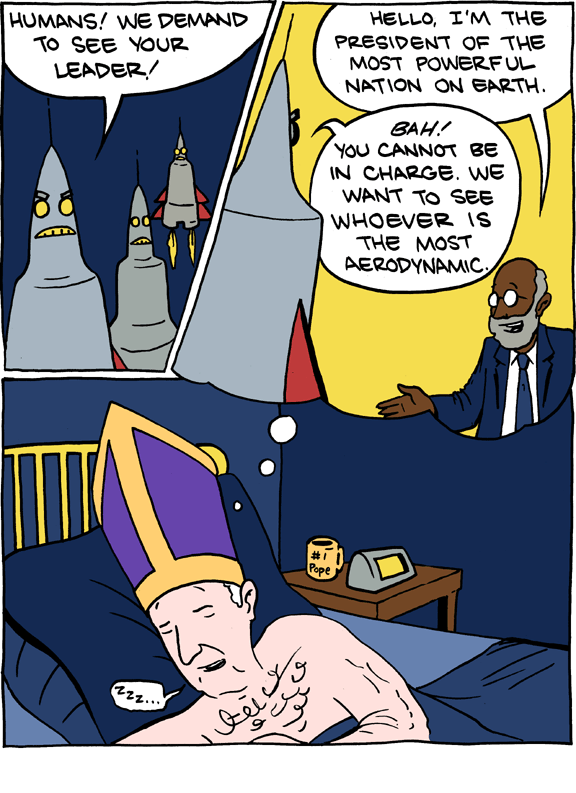 HUMANS! WE DEMAND
TO SEE YOUR
LEADER!
HELLO, I'M THE
PRESIDENT OF THE
MOST POWERFUL
NATION ON EARTH.
BAH!
YOU CANNOT BE
IN CHARGE. WE
WANT TO SEE
WHOEVER IS
THE MOST
AERODYNAMIC.
#1
Pope
ZZZ...